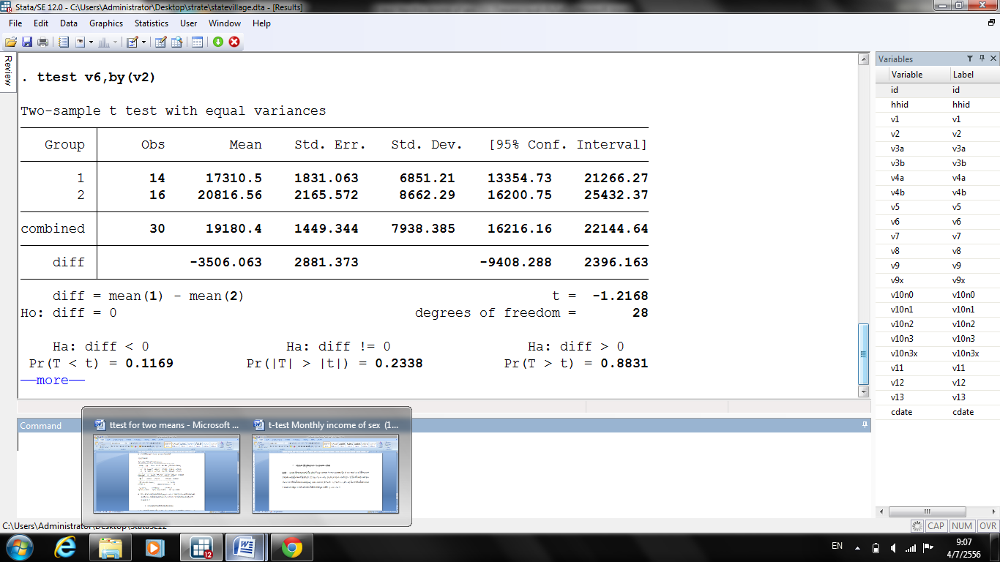 Stata/SE 12.0 - C:\Users\Administrator\Desktop\strate\statevillage.dta - [Results]
File Edit Data Graphics Statistics User Window Help
Review
. ttest v6,by(v2)
Two-sample t test with equal variances
Group Obs Mean Std. Err. Std. Dev. [95% Conf. Interval]
1 14 17310.5 1831.063 6851.21 13354.73 21266.27
2 16 20816.56 2165.572 8662.29 16200.75 25432.37
combined 30 19180.4 1449.344 7938.385 16216.16 22144.64
diff -3506.063 2881.373 -9408.288 2396.163
diff = mean(1) - mean(2) t = -1.2168
Ho: diff = 0 degrees of freedom = 28
Ha: diff < 0 Ha: diff != 0 Ha: diff > 0
Pr(T < t) = 0.1169 Pr(|T| > |t|) = 0.2338 Pr(T > t) = 0.8831
—more—
Variables
Variable Label
id id
hhid hhid
v1 v1
v2 v2
v3a v3a
v3b v3b
v4a v4a
v4b v4b
v5 v5
v6 v6
v7 v7
v8 v8
v9 v9
v9x v9x
v10n0 v10n0
v10n1 v10n1
v10n2 v10n2
v10n3 v10n3
v10n3x v10n3x
v11 v11
v12 v12
v13 v13
cdate cdate
Command
ttest for two means - Microsoft ...
t-test Monthly income of sex (1...
C:\Users\Administrator\Desktop\StataSE12
CAP NUM OVR
12
EN
9:07
4/7/2556